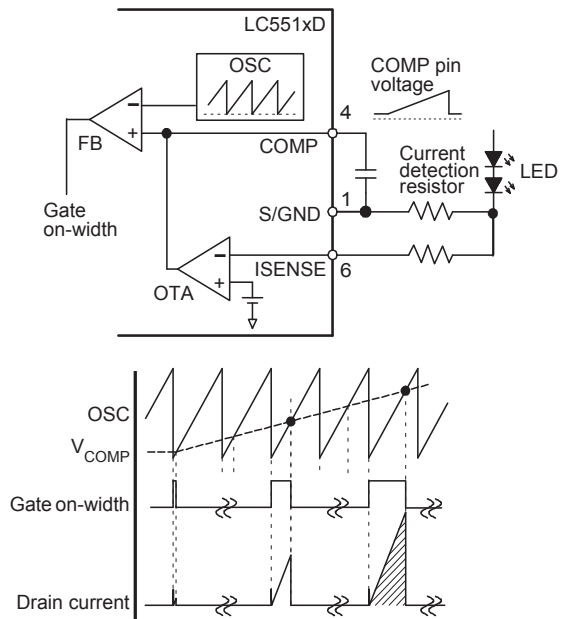 LC551xD
OSC
COMP pin
voltage
4
FB
COMP
Current
detection
resistor
LED
1
S/GND
Gate
on-width
ISENSE
6
OTA
OSC
VCOMP
Gate on-width
Drain current